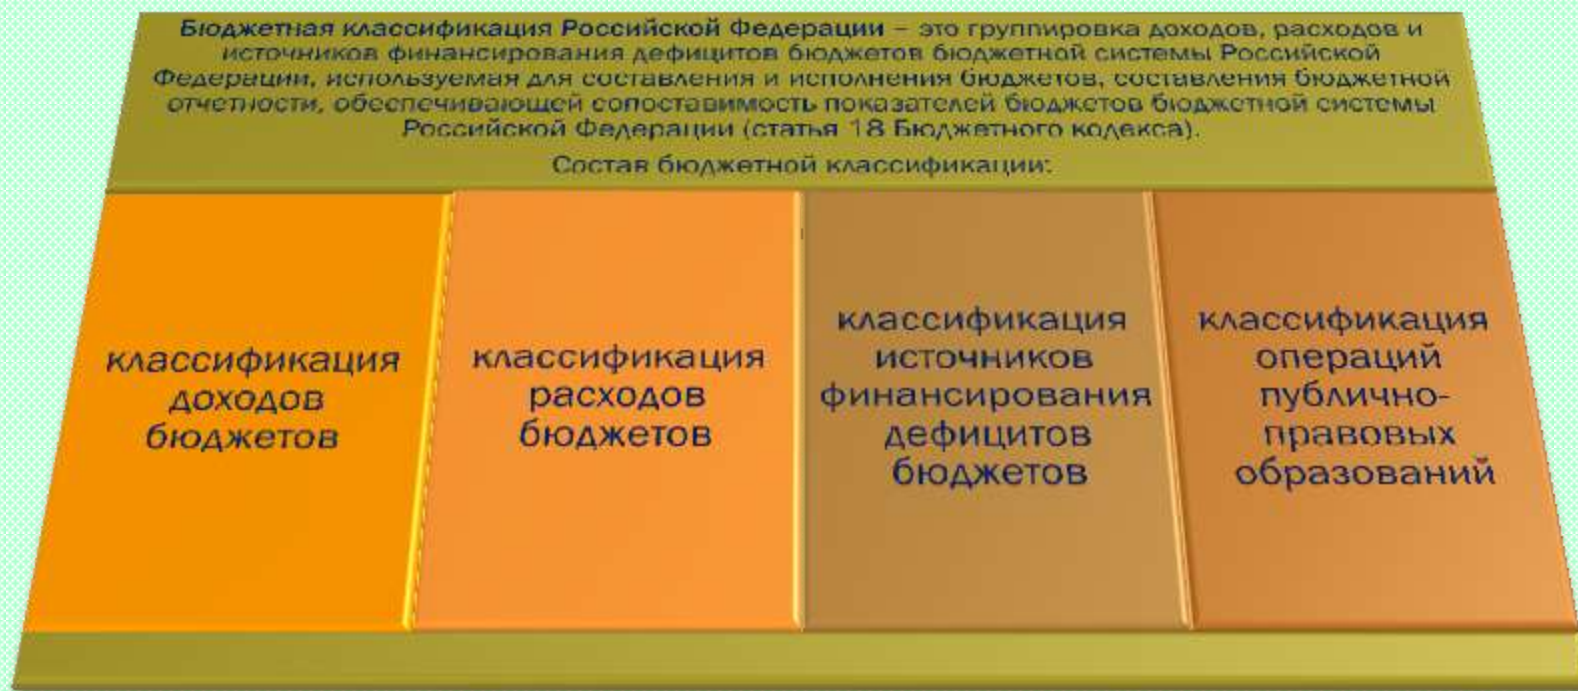 Бюджетная классификация Российской Федерации – это группировка доходов, расходов и
источников финансирования дефицитов бюджетов бюджетной системы Российской
Федерации, используемая для составления и исполнения бюджетов, составления бюджетной
отчетности, обеспечивающей сопоставимость показателей бюджетов бюджетной системы
Российской Федерации (статья 18 Бюджетного кодекса).
Состав бюджетной классификации:
классификация
доходов
бюджетов
классификация
расходов
бюджетов
классификация
источников
финансирования
дефицитов
бюджетов
классификация
операций
публично-
правовых
образований